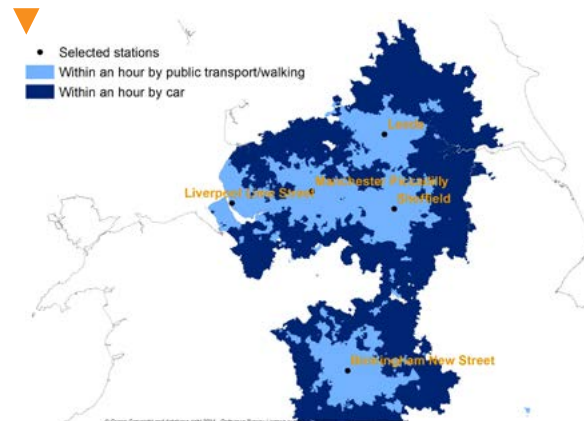 Selected stations
Within an hour by public transport/walking
Within an hour by car
Leeds
Manchester Piccadilly
Liverpool Lime Street
Sheffield
Birmingham New Street